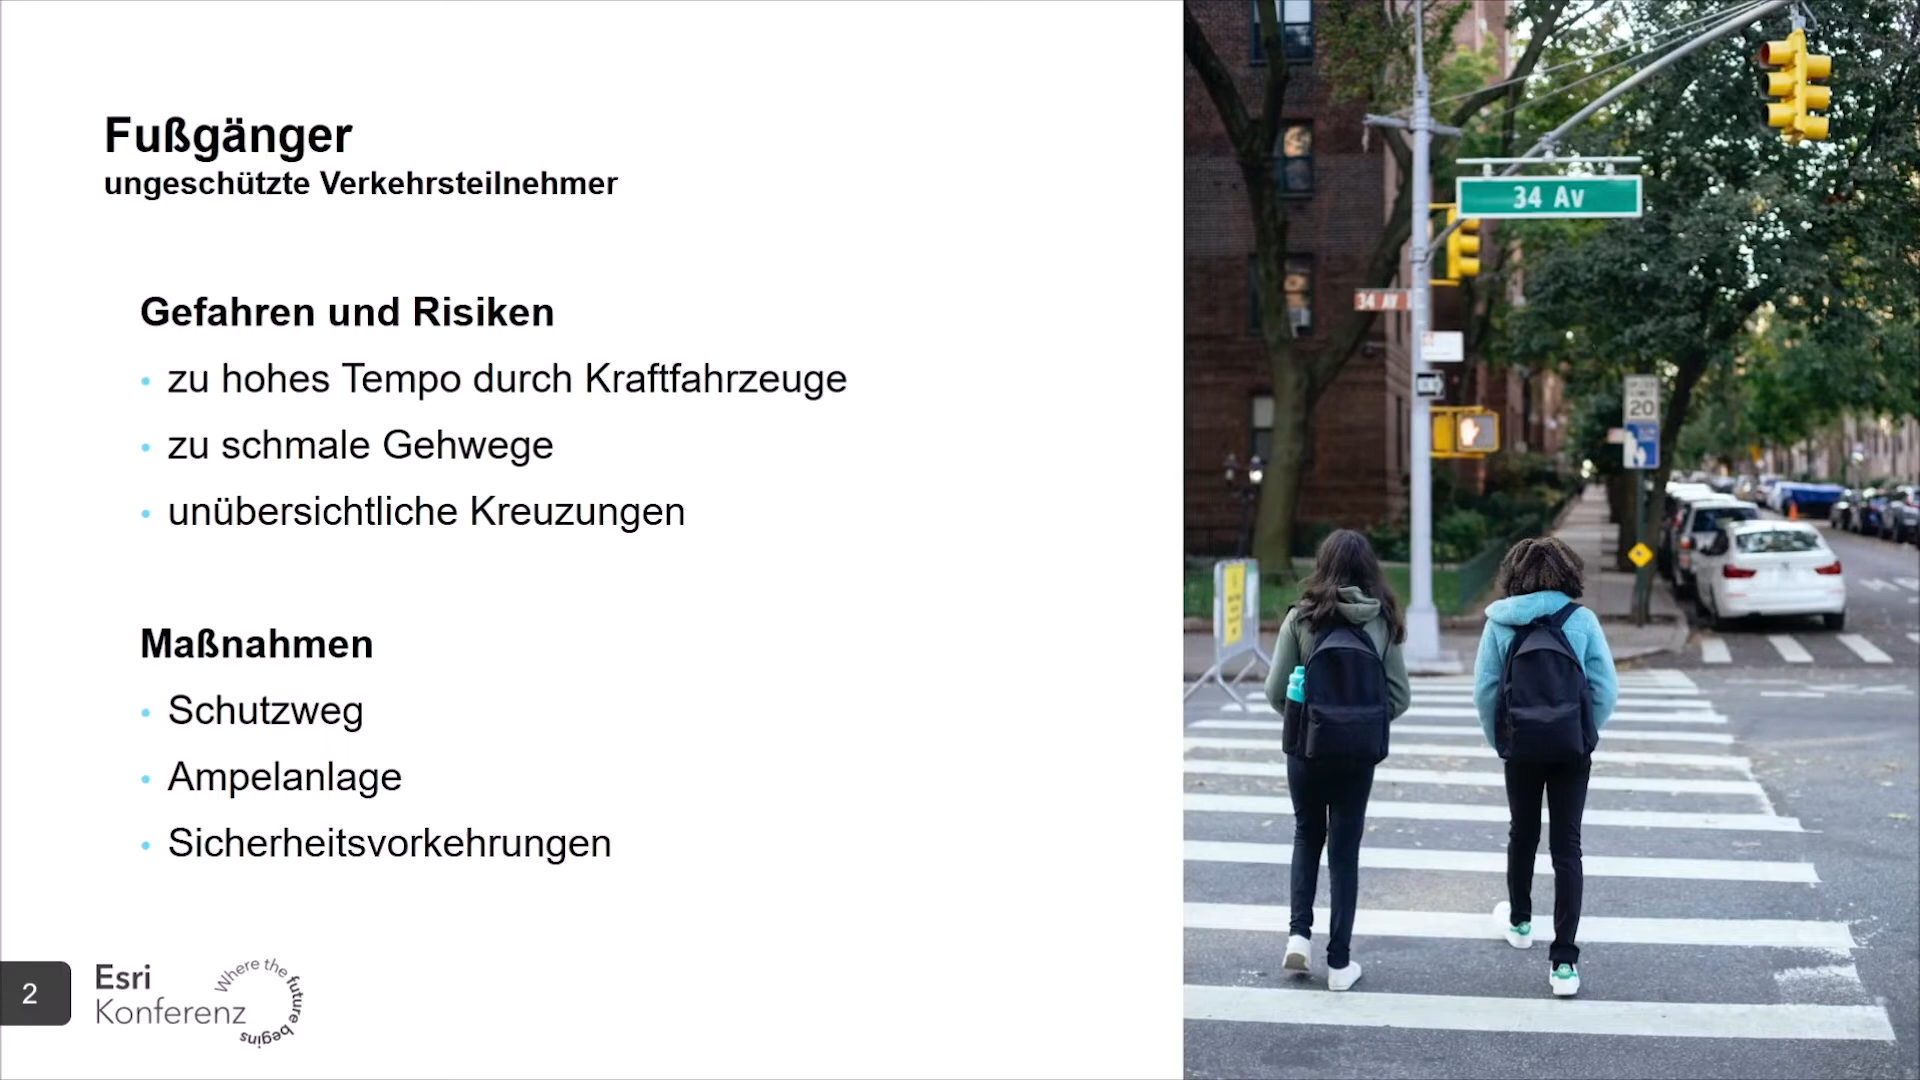 Fußgänger
ungeschützte Verkehrsteilnehmer
Gefahren und Risiken
• zu hohes Tempo durch Kraftfahrzeuge
• zu schmale Gehwege
• unübersichtliche Kreuzungen
Maßnahmen
• Schutzweg
• Ampelanlage
• Sicherheitsvorkehrungen
2
Esri
Konferenz
Where the future begins
34 Av
34 AV
20